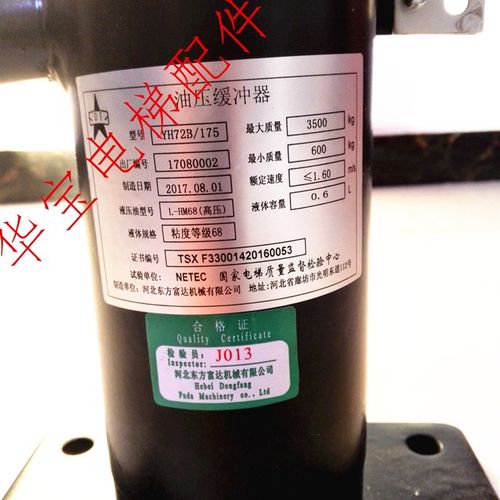 华宝电梯配件
油压缓冲器
型号 YH72B/175 最大质量 3500 kg
出厂编号 17080002 最小质量 600 kg
制造日期 2017.08.01 额定速度 ≤1.60 m/s
液压油型号 L-HM68(高压) 液体容量 0.6 L
液体规格 粘度等级68
证书编号 TSX F33001420160053
试验单位: NETEC 国家电梯质量监督检验中心
制造单位:河北东方富达机械有限公司 地址:河北省廊坊市光明东道112号
合格证
Quality Certificate
检验员
Inspector: J013
河北东方富达机械有限公司
Hebei Dongfang
Fuda Machinery co., Ltd